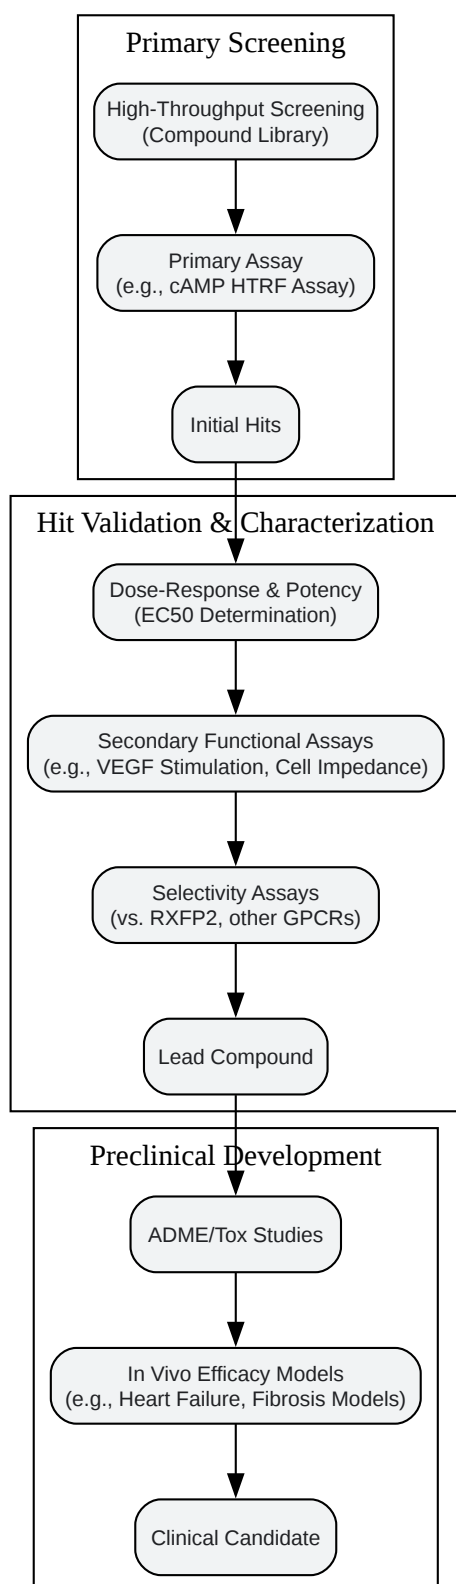 Primary Screening
High-Throughput Screening
(Compound Library)
Primary Assay
(e.g., cAMP HTRF Assay)
Initial Hits
Hit Validation & Characterization
Dose-Response & Potency
(EC50 Determination)
Secondary Functional Assays
(e.g., VEGF Stimulation, Cell Impedance)
Selectivity Assays
(vs. RXFP2, other GPCRs)
Lead Compound
Preclinical Development
ADME/Tox Studies
In Vivo Efficacy Models
(e.g., Heart Failure, Fibrosis Models)
Clinical Candidate